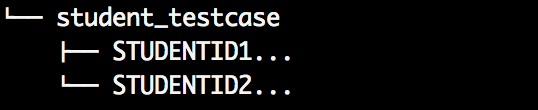 └── student_testcase
    ├── STUDENTID1...
    └── STUDENTID2...